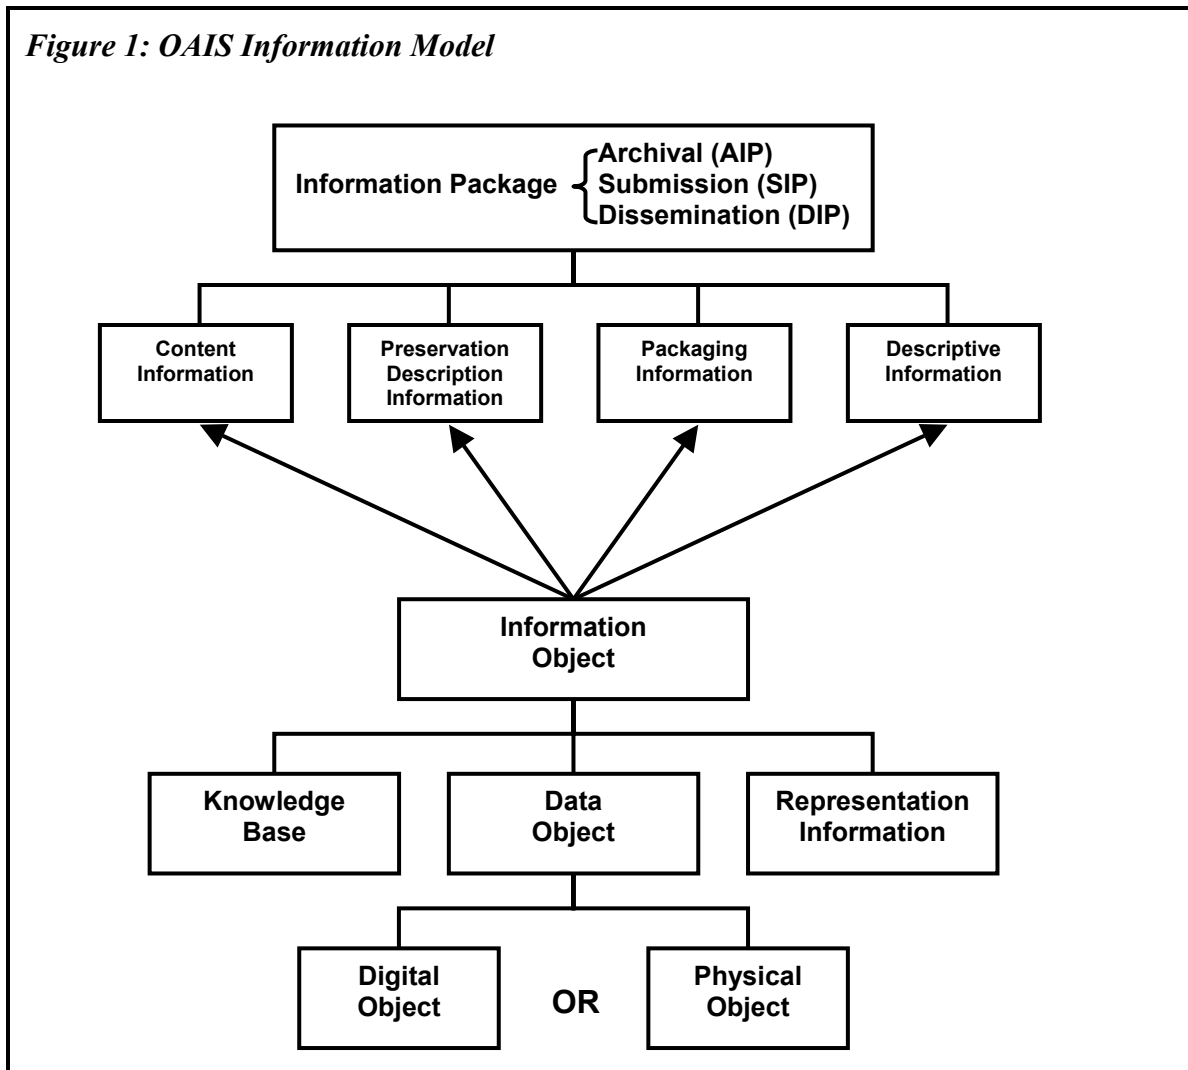 Figure 1: OAIS Information Model
Information Package
Archival (AIP)
Submission (SIP)
Dissemination (DIP)
Content
Information
Preservation
Description
Information
Packaging
Information
Descriptive
Information
Information
Object
Knowledge
Base
Data
Object
Representation
Information
Digital
Object
OR
Physical
Object